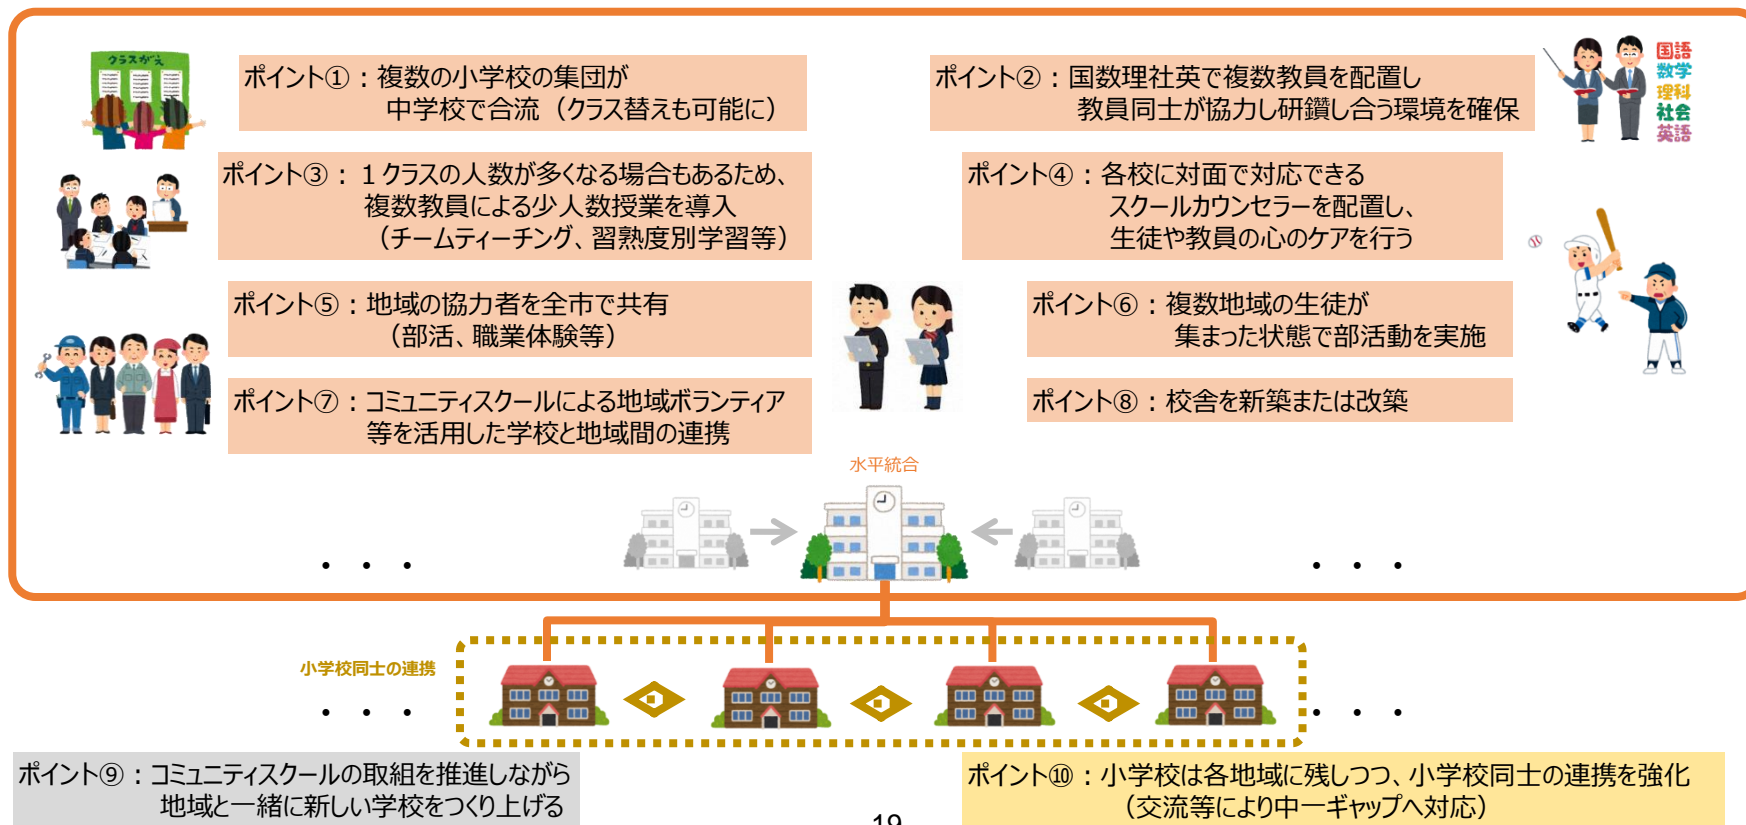 クラスがえ
ポイント①：複数の小学校の集団が
中学校で合流（クラス替えも可能に）
ポイント②：国数理社英で複数教員を配置し
教員同士が協力し研鑽し合う環境を確保
国語
数学
理科
社会
英語
ポイント③：１クラスの人数が多くなる場合もあるため、
複数教員による少人数授業を導入
（チームティーチング、習熟度別学習等）
ポイント④：各校に対面で対応できる
スクールカウンセラーを配置し、
生徒や教員の心のケアを行う
ポイント⑤：地域の協力者を全市で共有
（部活、職業体験等）
ポイント⑥：複数地域の生徒が
集まった状態で部活動を実施
ポイント⑦：コミュニティスクールによる地域ボランティア
等を活用した学校と地域間の連携
ポイント⑧：校舎を新築または改築
水平統合
・・・
・・・
小学校同士の連携
・・・
・・・
ポイント⑨：コミュニティスクールの取組を推進しながら
地域と一緒に新しい学校をつくり上げる
ポイント⑩：小学校は各地域に残しつつ、小学校同士の連携を強化
（交流等により中一ギャップへ対応）
19